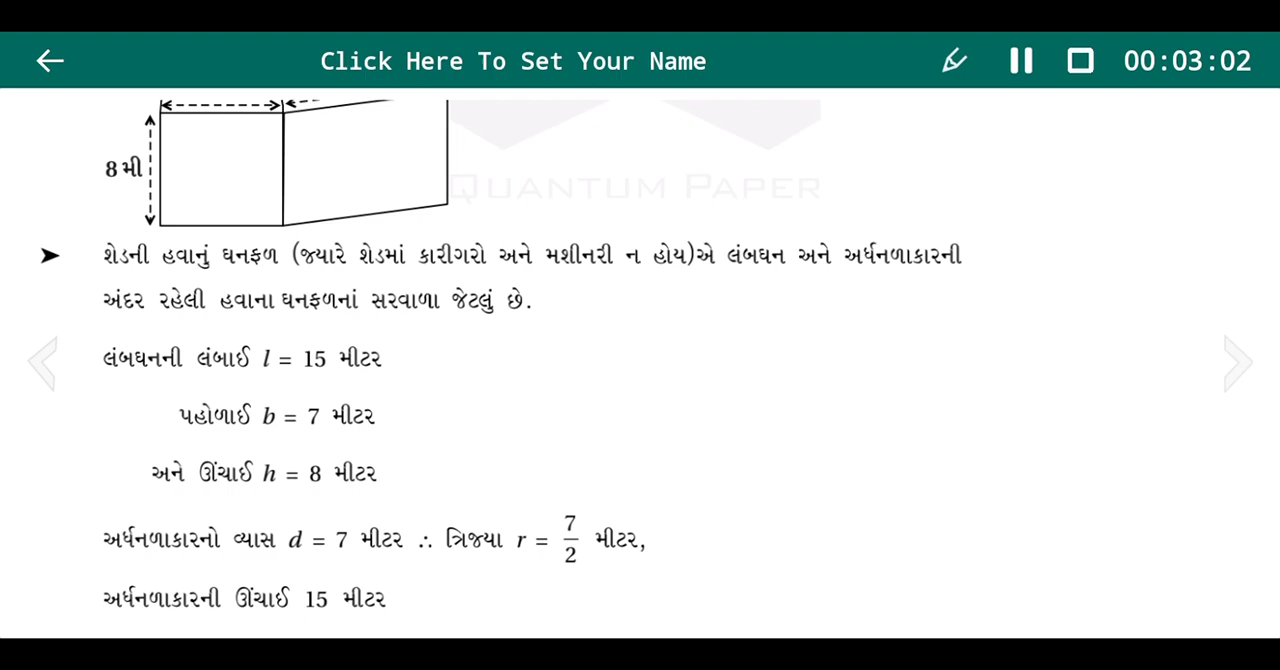 Click Here To Set Your Name
00:03:02
8 મી
QUANTUM PAPER
➤ શેડની હવાનું ઘનફળ (જ્યારે શેડમાં કારીગરો અને મશીનરી ન હોય)એ લંબઘન અને અર્ધનળાકારની
અંદર રહેલી હવાના ઘનફળનાં સરવાળા જેટલું છે.
લંબઘનની લંબાઈ l = 15 મીટર
પહોળાઈ b = 7 મીટર
અને ઊંચાઈ h = 8 મીટર
અર્ધનળાકારનો વ્યાસ d = 7 મીટર ∴ ત્રિજ્યા r = 7/2 મીટર,
અર્ધનળાકારની ઊંચાઈ 15 મીટર